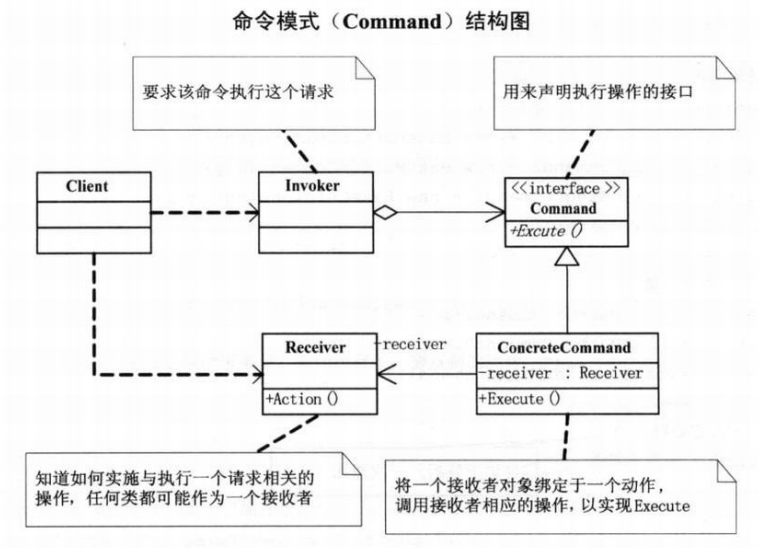 命令模式（Command）结构图
要求该命令执行这个请求
用来声明执行操作的接口
Client
Invoker
<<interface >>
Command
+Excute ()
Receiver
-receiver
ConcreteCommand
-receiver : Receiver
+Action ()
+Execute ()
知道如何实施与执行一个请求相关的
操作，任何类都可能作为一个接收者
将一个接收者对象绑定于一个动作，
调用接收者相应的操作，以实现Execute